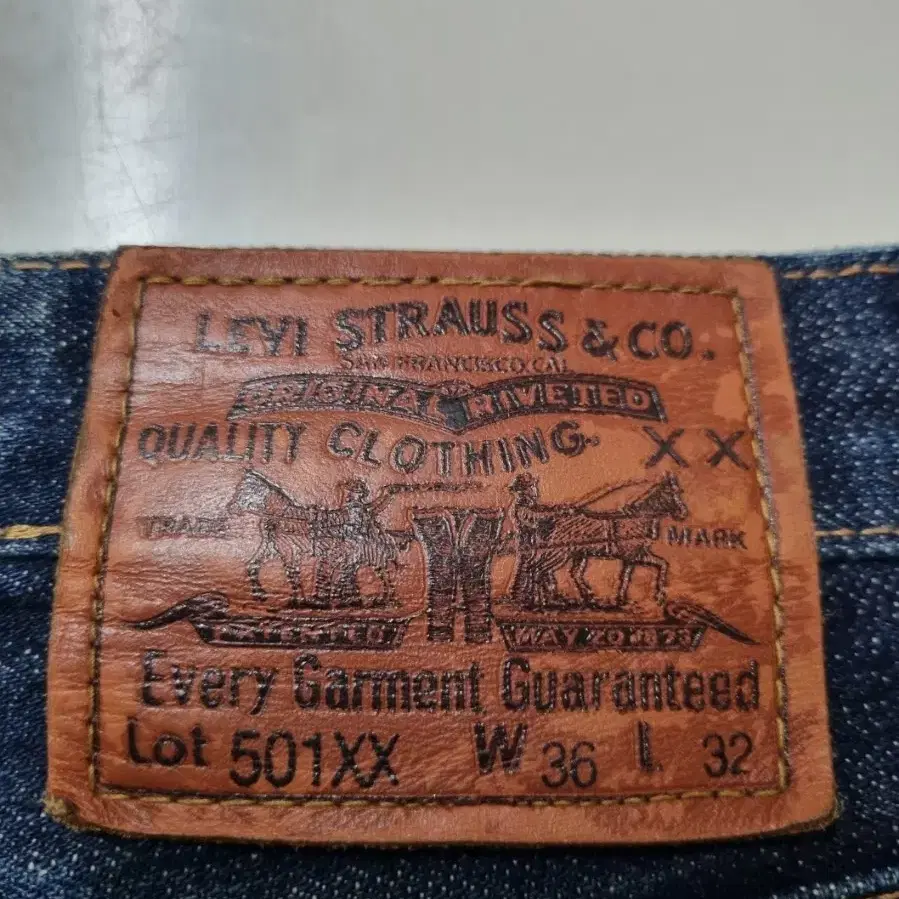 LEVI STRAUSS & CO.
SAN FRANCISCO, CAL
ORIGINAL RIVETED
QUALITY CLOTHING. XX
TRADE MARK
PATENTED MAY 20 1873
Every Garment Guaranteed
Lot 501XX W 36 L 32